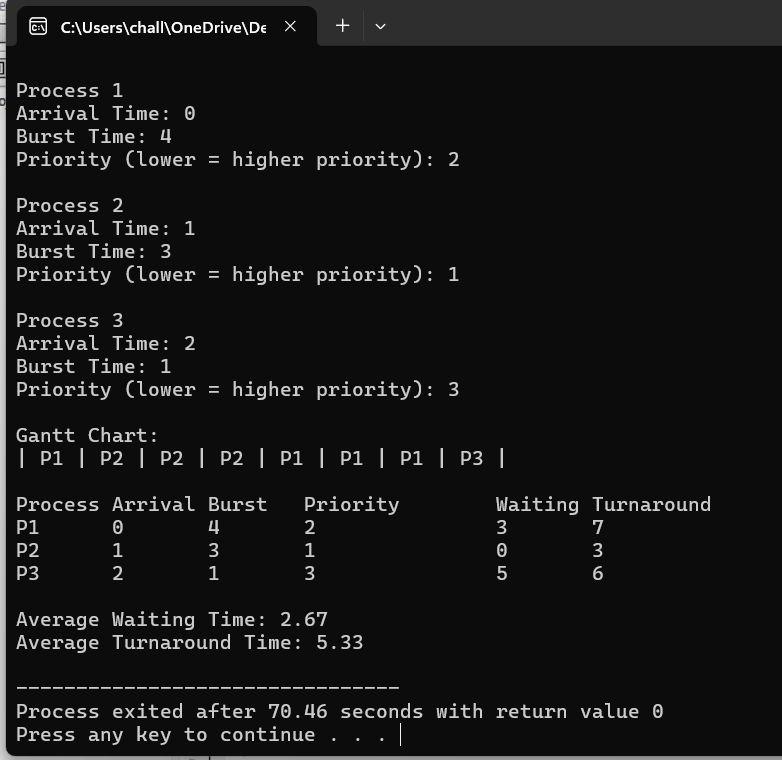 C:\Users\chall\OneDrive\De
Process 1
Arrival Time: 0
Burst Time: 4
Priority (lower = higher priority): 2
Process 2
Arrival Time: 1
Burst Time: 3
Priority (lower = higher priority): 1
Process 3
Arrival Time: 2
Burst Time: 1
Priority (lower = higher priority): 3
Gantt Chart:
| P1 | P2 | P2 | P2 | P1 | P1 | P1 | P3 |
Process Arrival Burst Priority Waiting Turnaround
P1 0 4 2 3 7
P2 1 3 1 0 3
P3 2 1 3 5 6
Average Waiting Time: 2.67
Average Turnaround Time: 5.33
--------------------------------
Process exited after 70.46 seconds with return value 0
Press any key to continue . . .